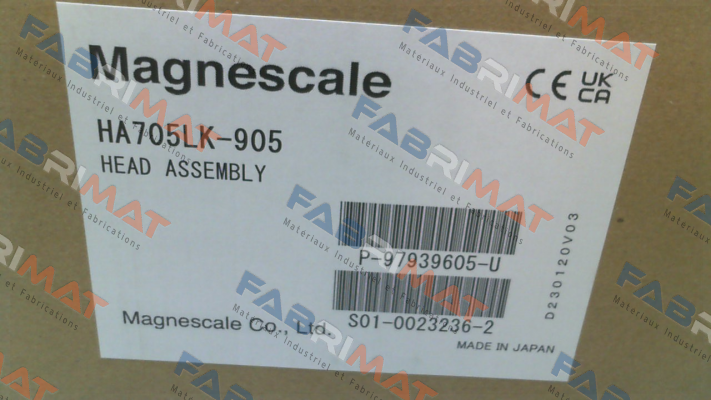 Magnescale
CE UK CA
HA705LK-905
HEAD ASSEMBLY
P-97939605-U
S01-0023236-2
D230120V03
Magnescale Co., Ltd.
MADE IN JAPAN
FABRIMAT
Materiaux Industriel et Fabrications